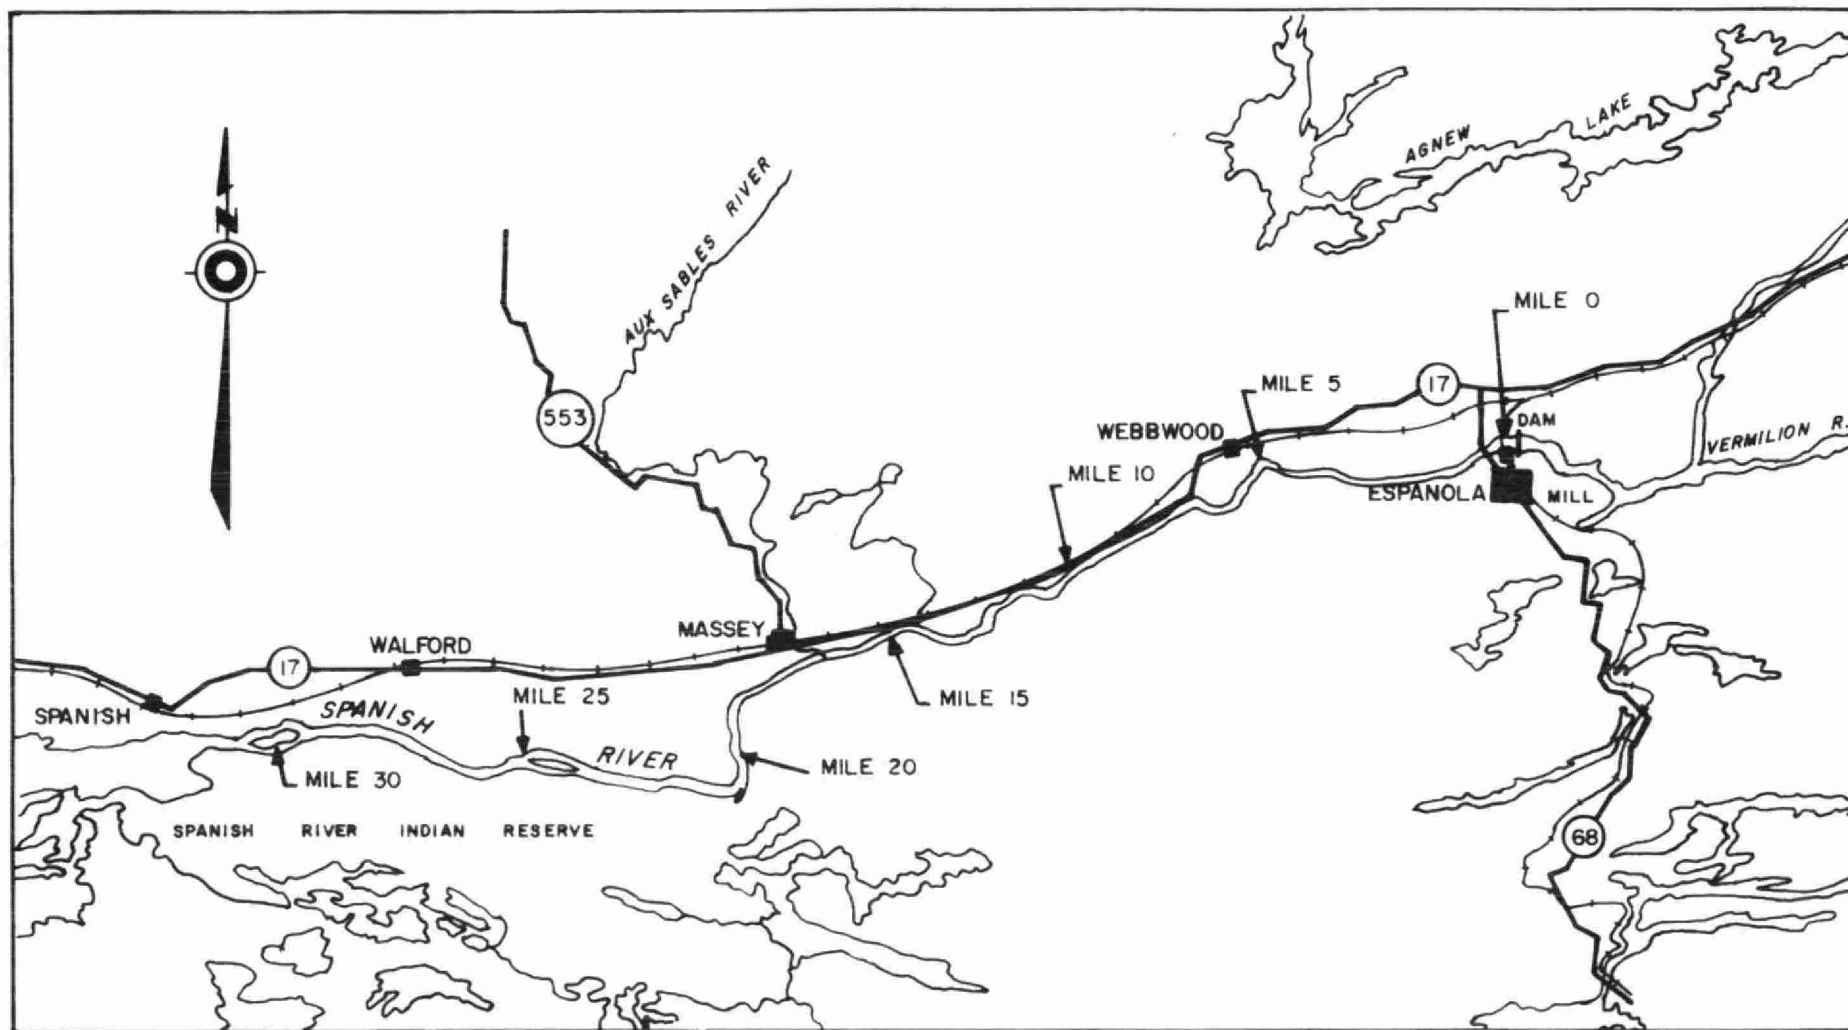 AGNEW LAKE
N
AUX SABLES RIVER
MILE 0
17
MILE 5
553
DAM
WEBBWOOD
VERMILION R.
MILE 10
ESPANOLA
MILL
MASSEY
WALFORD
17
MILE 25
MILE 15
SPANISH
SPANISH RIVER
MILE 20
MILE 30
SPANISH RIVER INDIAN RESERVE
68